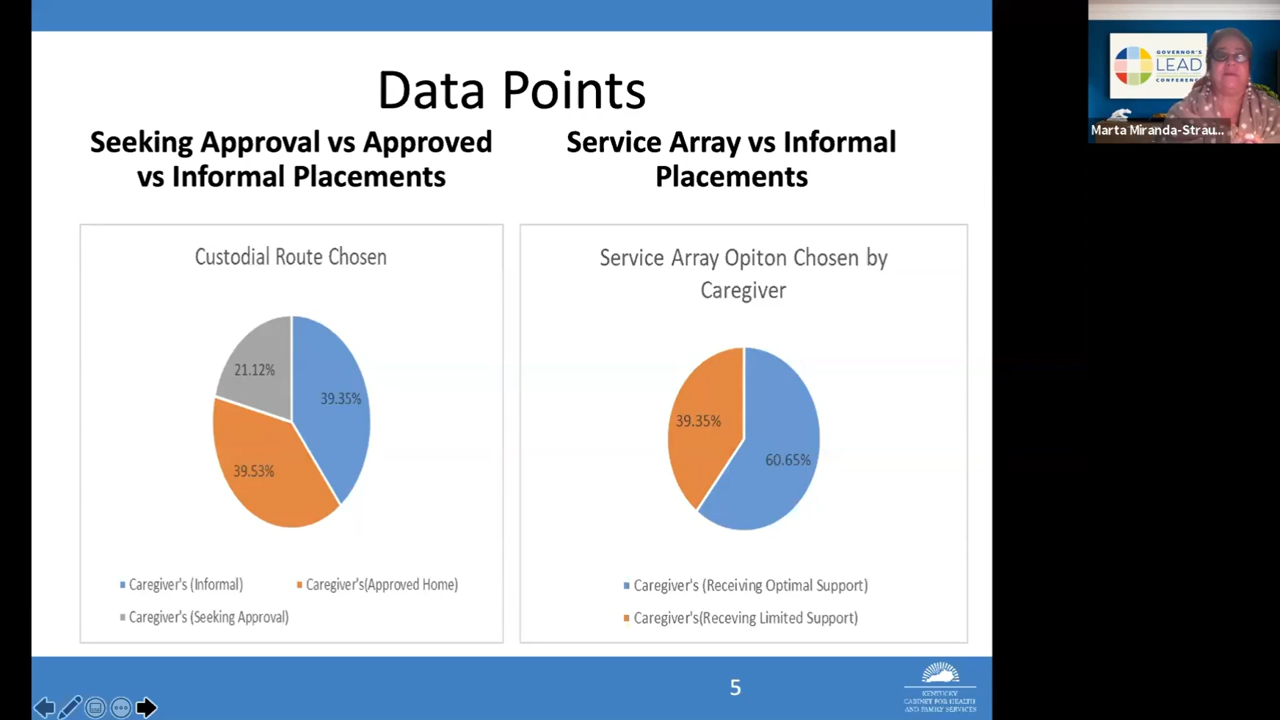 Data Points
Seeking Approval vs Approved
vs Informal Placements
Service Array vs Informal
Placements
Custodial Route Chosen
21.12%
39.35%
39.53%
Caregiver's (Informal)
Caregiver's(Approved Home)
Caregiver's (Seeking Approval)
Service Array Opiton Chosen by
Caregiver
39.35%
60.65%
Caregiver's (Receiving Optimal Support)
Caregiver's(Receving Limited Support)
5
KENTUCKY
CABINET FOR HEALTH
AND FAMILY SERVICES
GOVERNOR'S
LEAD
CONFERENCE
Marta Miranda-Strau...